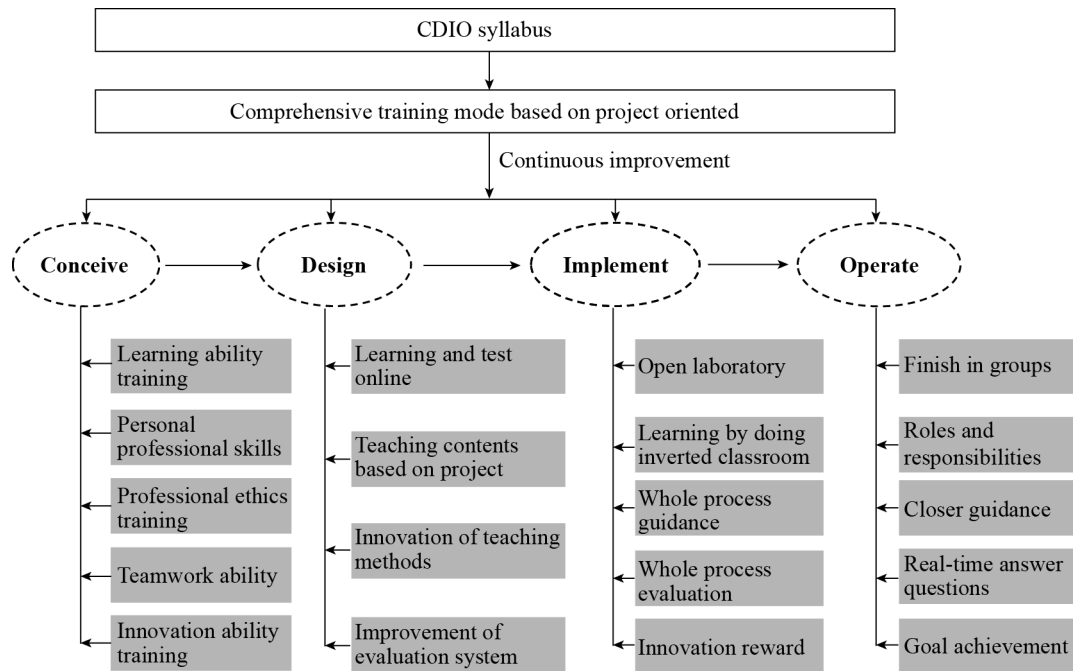 CDIO syllabus
Comprehensive training mode based on project oriented
Continuous improvement
Conceive
Design
Implement
Operate
Learning ability
training
Personal
professional skills
Professional ethics
training
Teamwork ability
Innovation ability
training
Learning and test
online
Teaching contents
based on project
Innovation of teaching
methods
Improvement of
evaluation system
Open laboratory
Learning by doing
inverted classroom
Whole process
guidance
Whole process
evaluation
Innovation reward
Finish in groups
Roles and
responsibilities
Closer guidance
Real-time answer
questions
Goal achievement